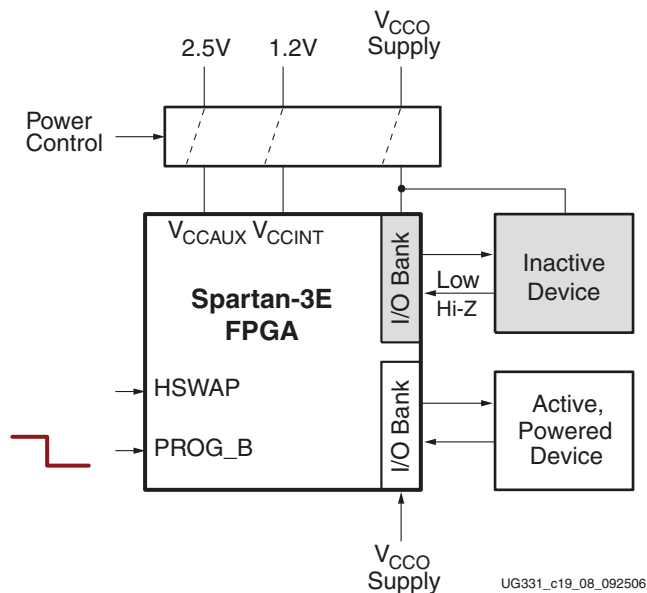 VCCO
Supply
2.5V
1.2V
Power
Control
VCCAUX
VCCINT
Spartan-3E
FPGA
I/O Bank
Low
Hi-Z
Inactive
Device
HSWAP
PROG_B
I/O Bank
Active,
Powered
Device
VCCO
Supply
UG331_c19_08_092506